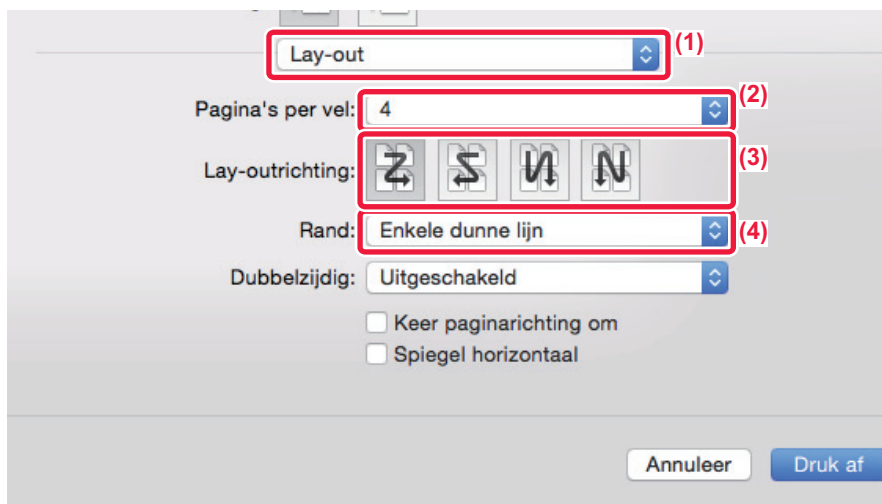 Lay-out (1)
Pagina's per vel: 4 (2)
Lay-outrichting: (3)
Rand: Enkele dunne lijn (4)
Dubbelzijdig: Uitgeschakeld
Keer paginarichting om
Spiegel horizontaal
Annuleer Druk af